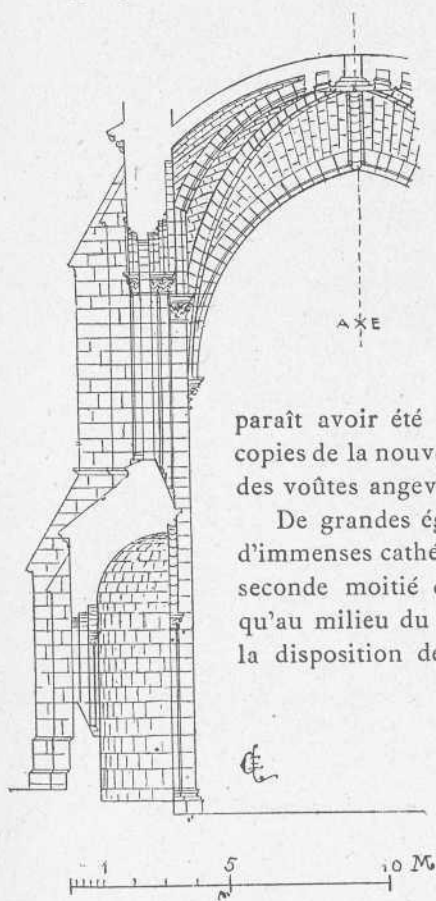 AXE
paraît avoir été
copies de la nouva
des voûtes angev
De grandes ég
d'immenses cathé
seconde moitié
qu'au milieu du
la disposition de
1 5 10 M